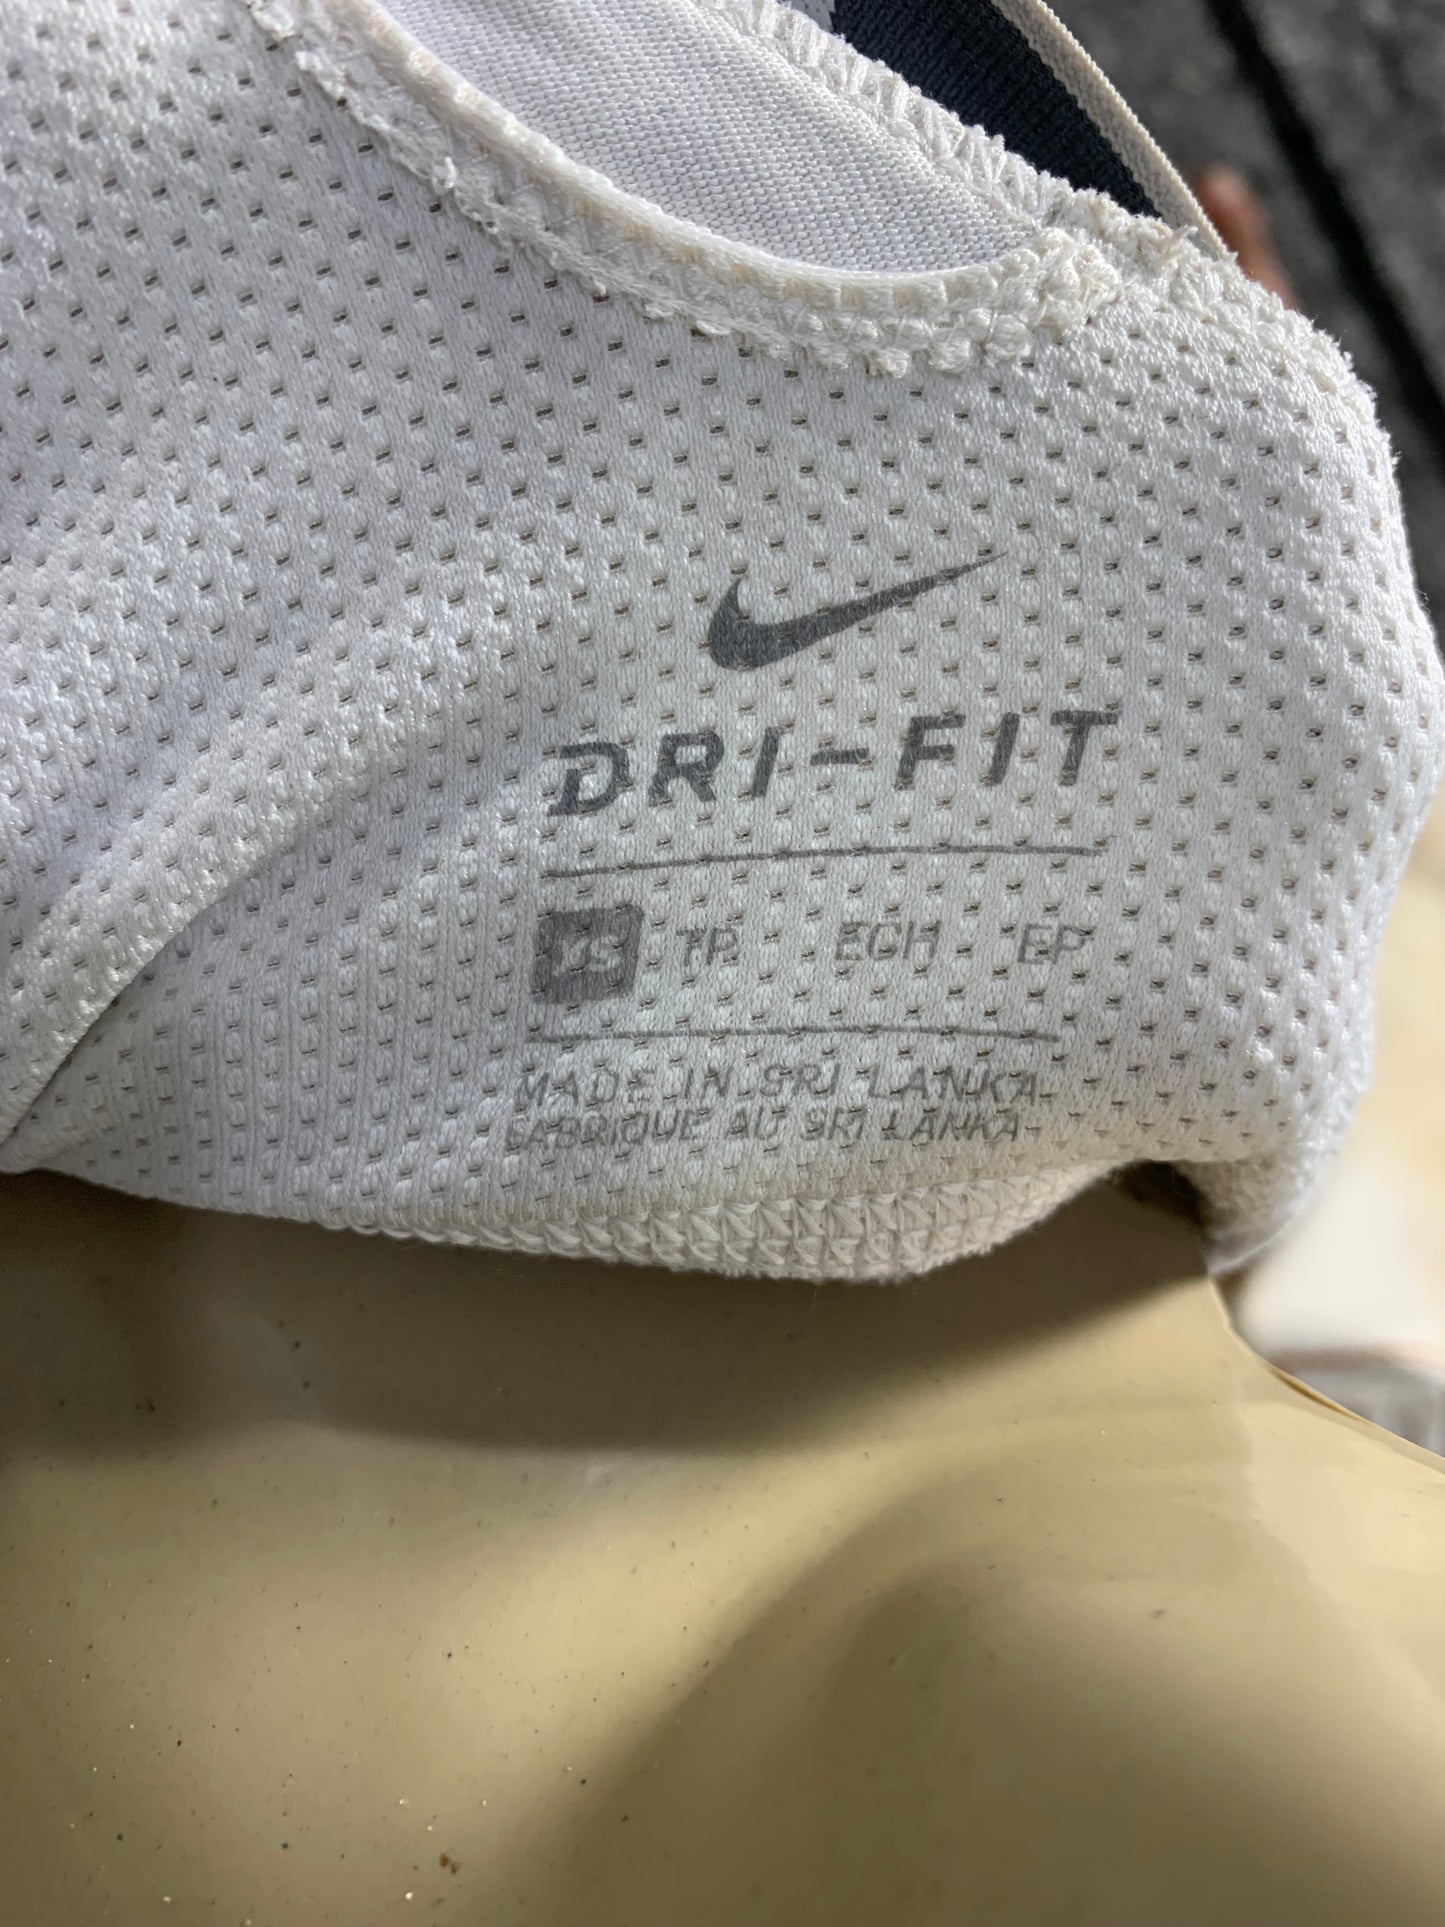 DRI-FIT
XS TP ECH EP
MADE IN SRI LANKA
FABRIQUE AU SRI LANKA